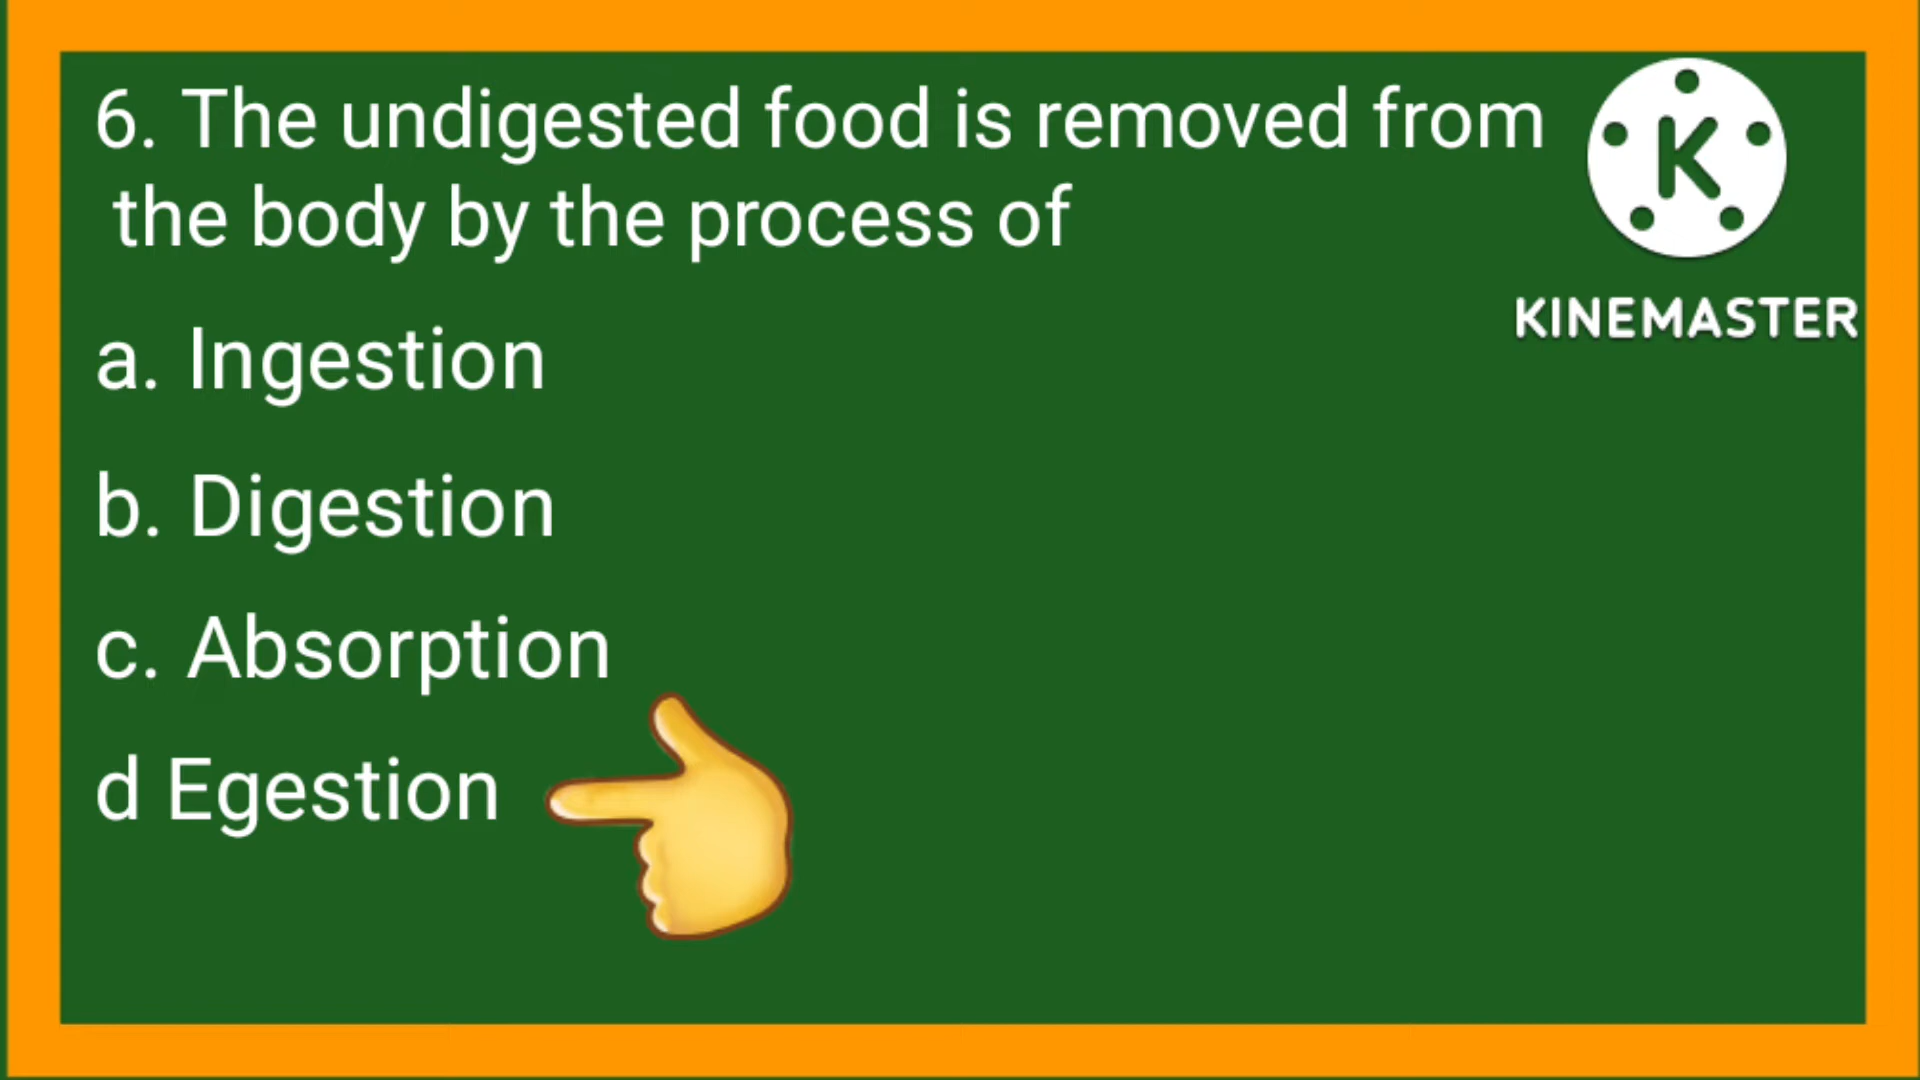 6. The undigested food is removed from
the body by the process of
a. Ingestion
b. Digestion
c. Absorption
d Egestion
K
KINEMASTER